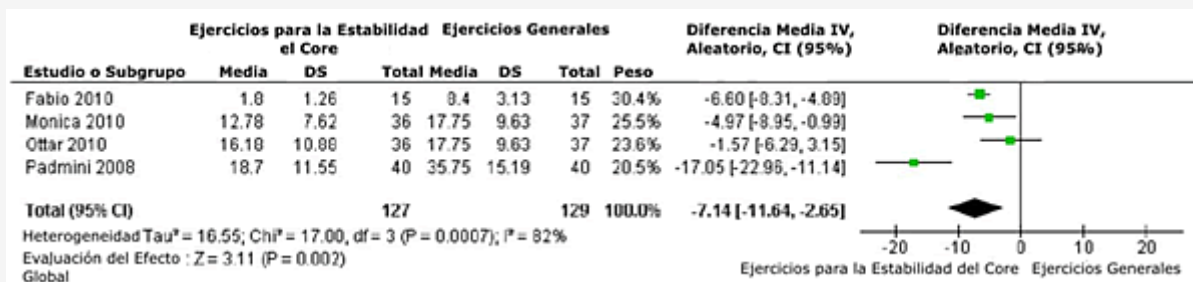 Ejercicios para la Estabilidad el Core Ejercicios Generales Diferencia Media IV, Aleatorio, CI (95%) Diferencia Media IV, Aleatorio, CI (95%)
Estudio o Subgrupo Media DS Total Media DS Total Peso
Fabio 2010 1.8 1.26 15 8.4 3.13 15 30.4% -6.60 [-8.31, -4.89]
Monica 2010 12.78 7.62 36 17.75 9.63 37 25.5% -4.97 [-8.95, -0.99]
Ottar 2010 16.18 10.88 36 17.75 9.63 37 23.6% -1.57 [-6.29, 3.15]
Padmini 2008 18.7 11.55 40 35.75 15.19 40 20.5% -17.05 [-22.96, -11.14]
Total (95% CI) 127 129 100.0% -7.14 [-11.64, -2.65]
Heterogeneidad Tau² = 16.55; Chi² = 17.00, df = 3 (P = 0.0007); I² = 82%
Evaluación del Efecto : Z = 3.11 (P = 0.002)
Global
-20 -10 0 10 20
Ejercicios para la Estabilidad del Core Ejercicios Generales